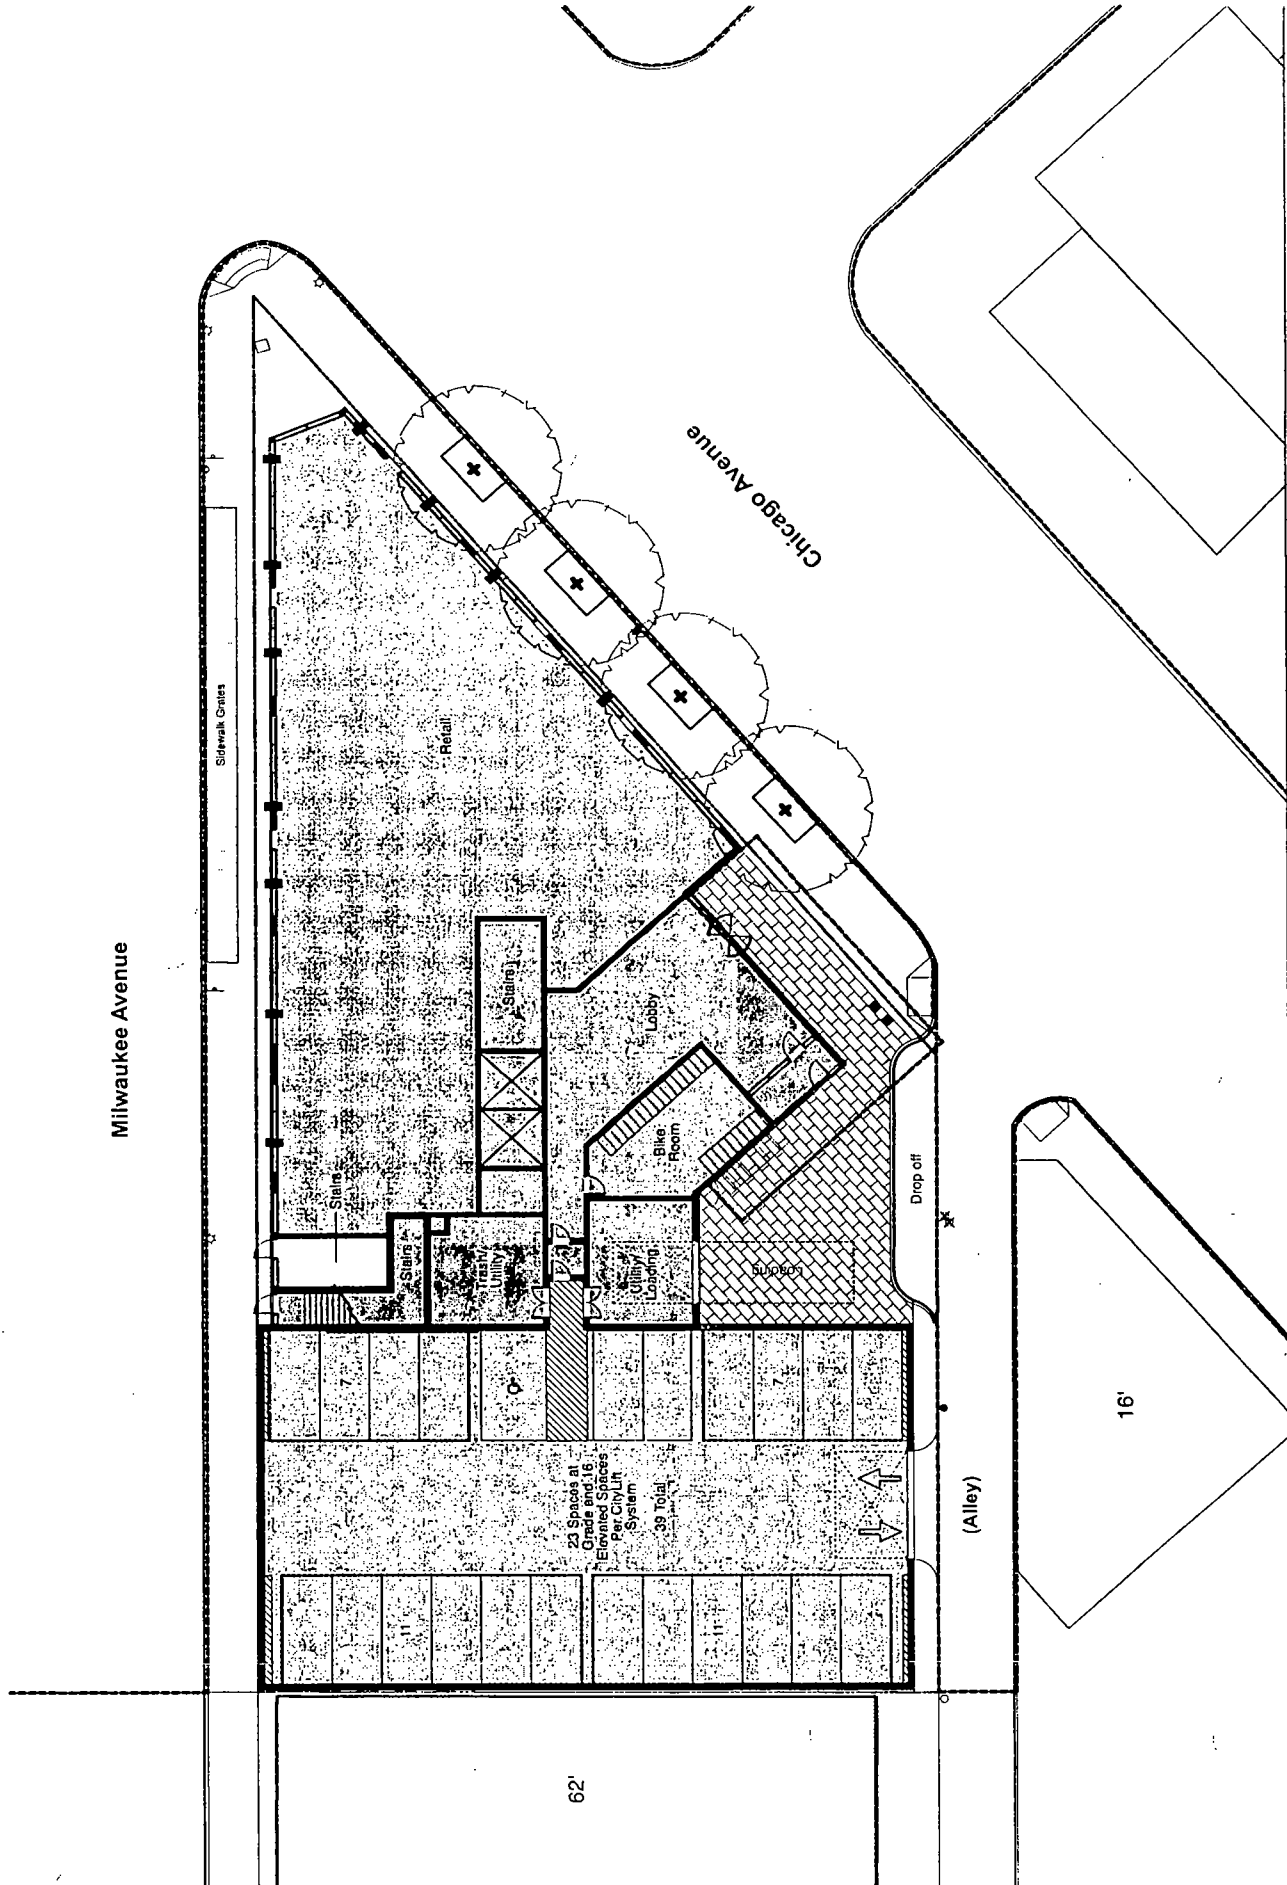 Milwaukee Avenue
Sidewalk Grates
Chicago Avenue
Retail
Stairs
Lobby
Stairs
Stairs
Bike
Room
Trash/
Utility
Utility/
Loading
Loading
Drop off
7
7
23 Spaces at
Grade and 16
Elevated Spaces
Per CityLift
System
39 Total
11
11
(Alley)
16'
62'